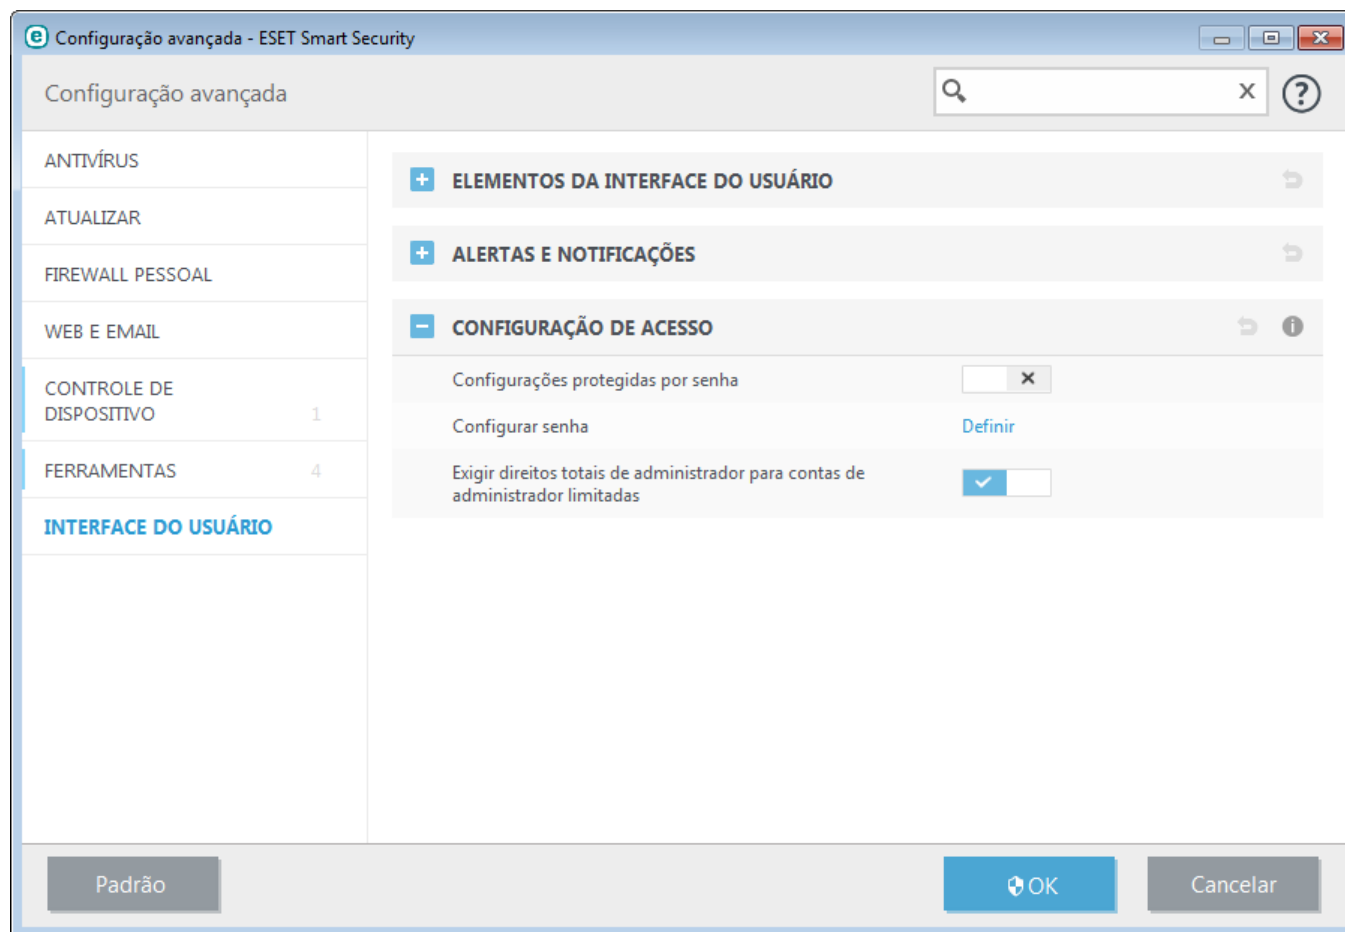 Configuração avançada - ESET Smart Security
Configuração avançada
ANTIVÍRUS
ATUALIZAR
FIREWALL PESSOAL
WEB E EMAIL
CONTROLE DE
DISPOSITIVO 1
FERRAMENTAS 4
INTERFACE DO USUÁRIO
ELEMENTOS DA INTERFACE DO USUÁRIO
ALERTAS E NOTIFICAÇÕES
CONFIGURAÇÃO DE ACESSO
Configurações protegidas por senha
Configurar senha Definir
Exigir direitos totais de administrador para contas de
administrador limitadas
Padrão
OK
Cancelar